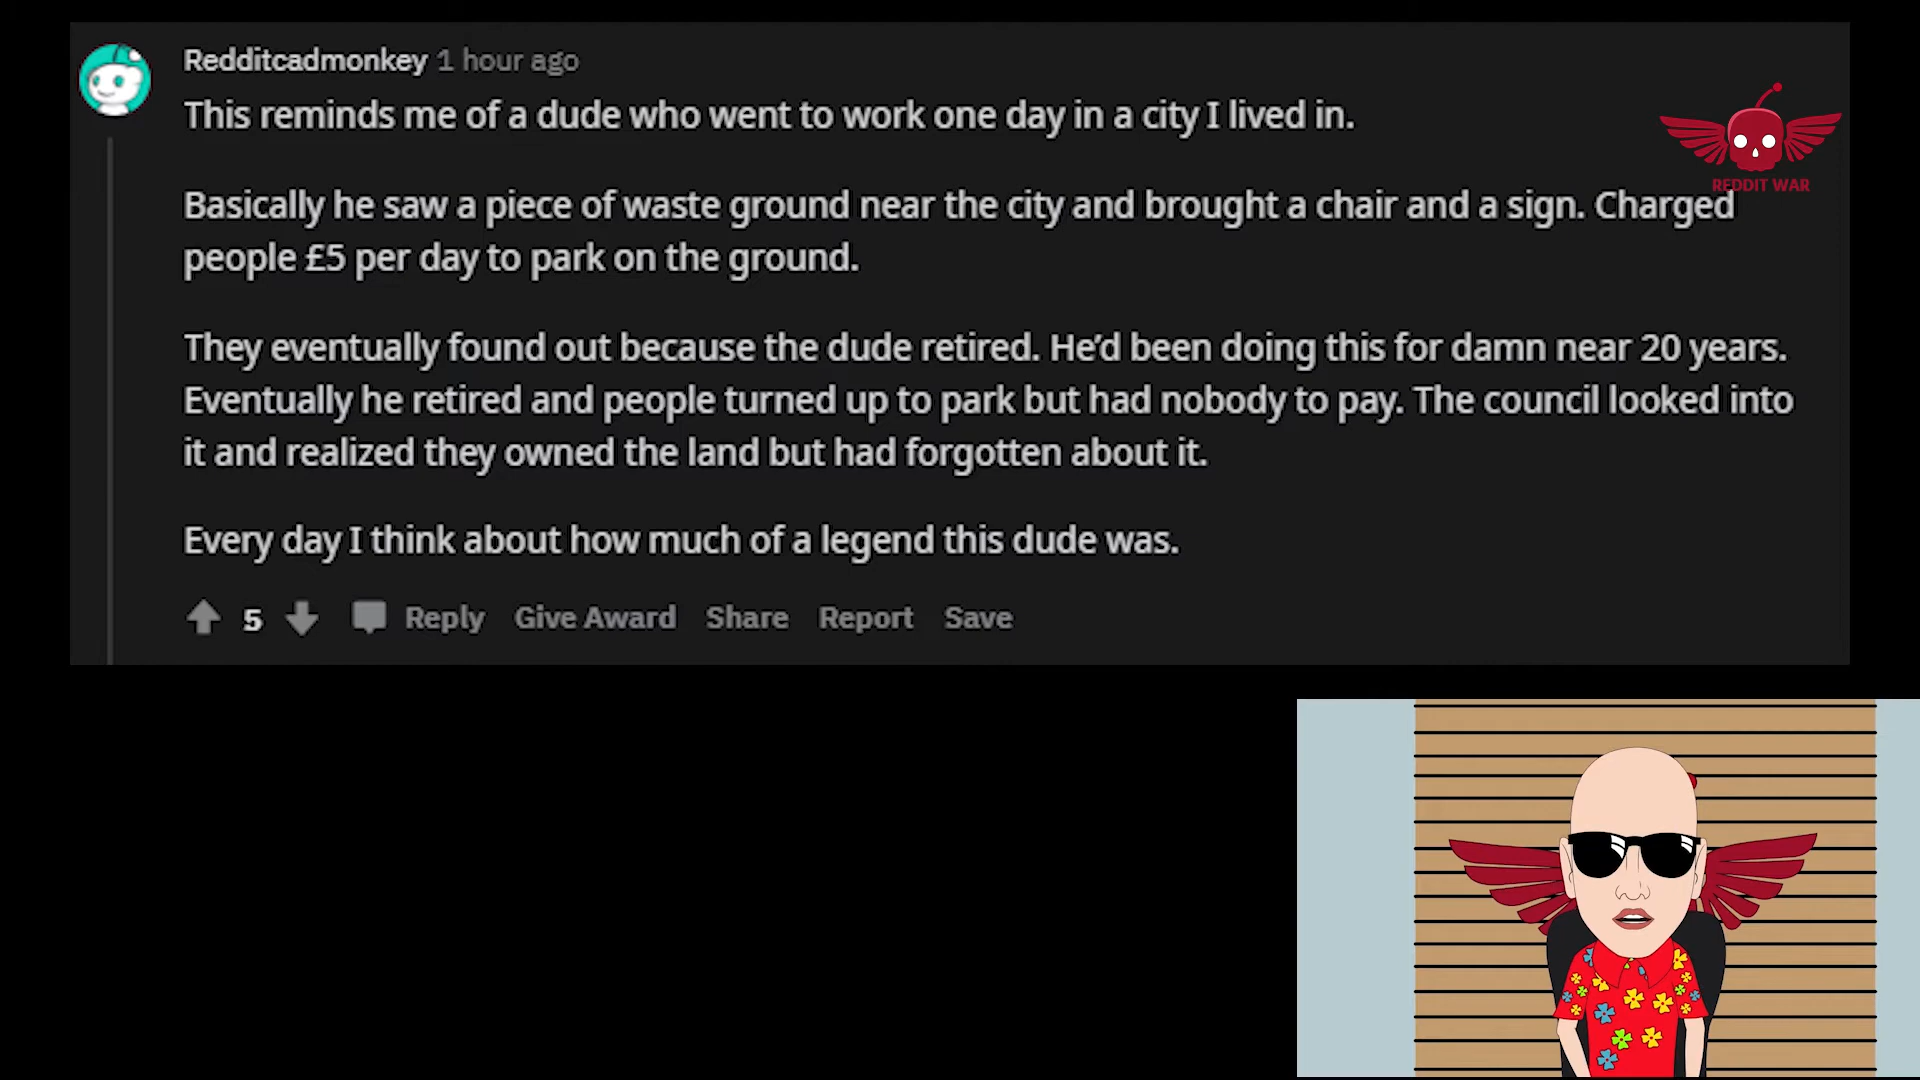 Redditcadmonkey 1 hour ago
This reminds me of a dude who went to work one day in a city I lived in.
REDDIT WAR
Basically he saw a piece of waste ground near the city and brought a chair and a sign. Charged
people £5 per day to park on the ground.
They eventually found out because the dude retired. He’d been doing this for damn near 20 years.
Eventually he retired and people turned up to park but had nobody to pay. The council looked into
it and realized they owned the land but had forgotten about it.
Every day I think about how much of a legend this dude was.
5 Reply Give Award Share Report Save